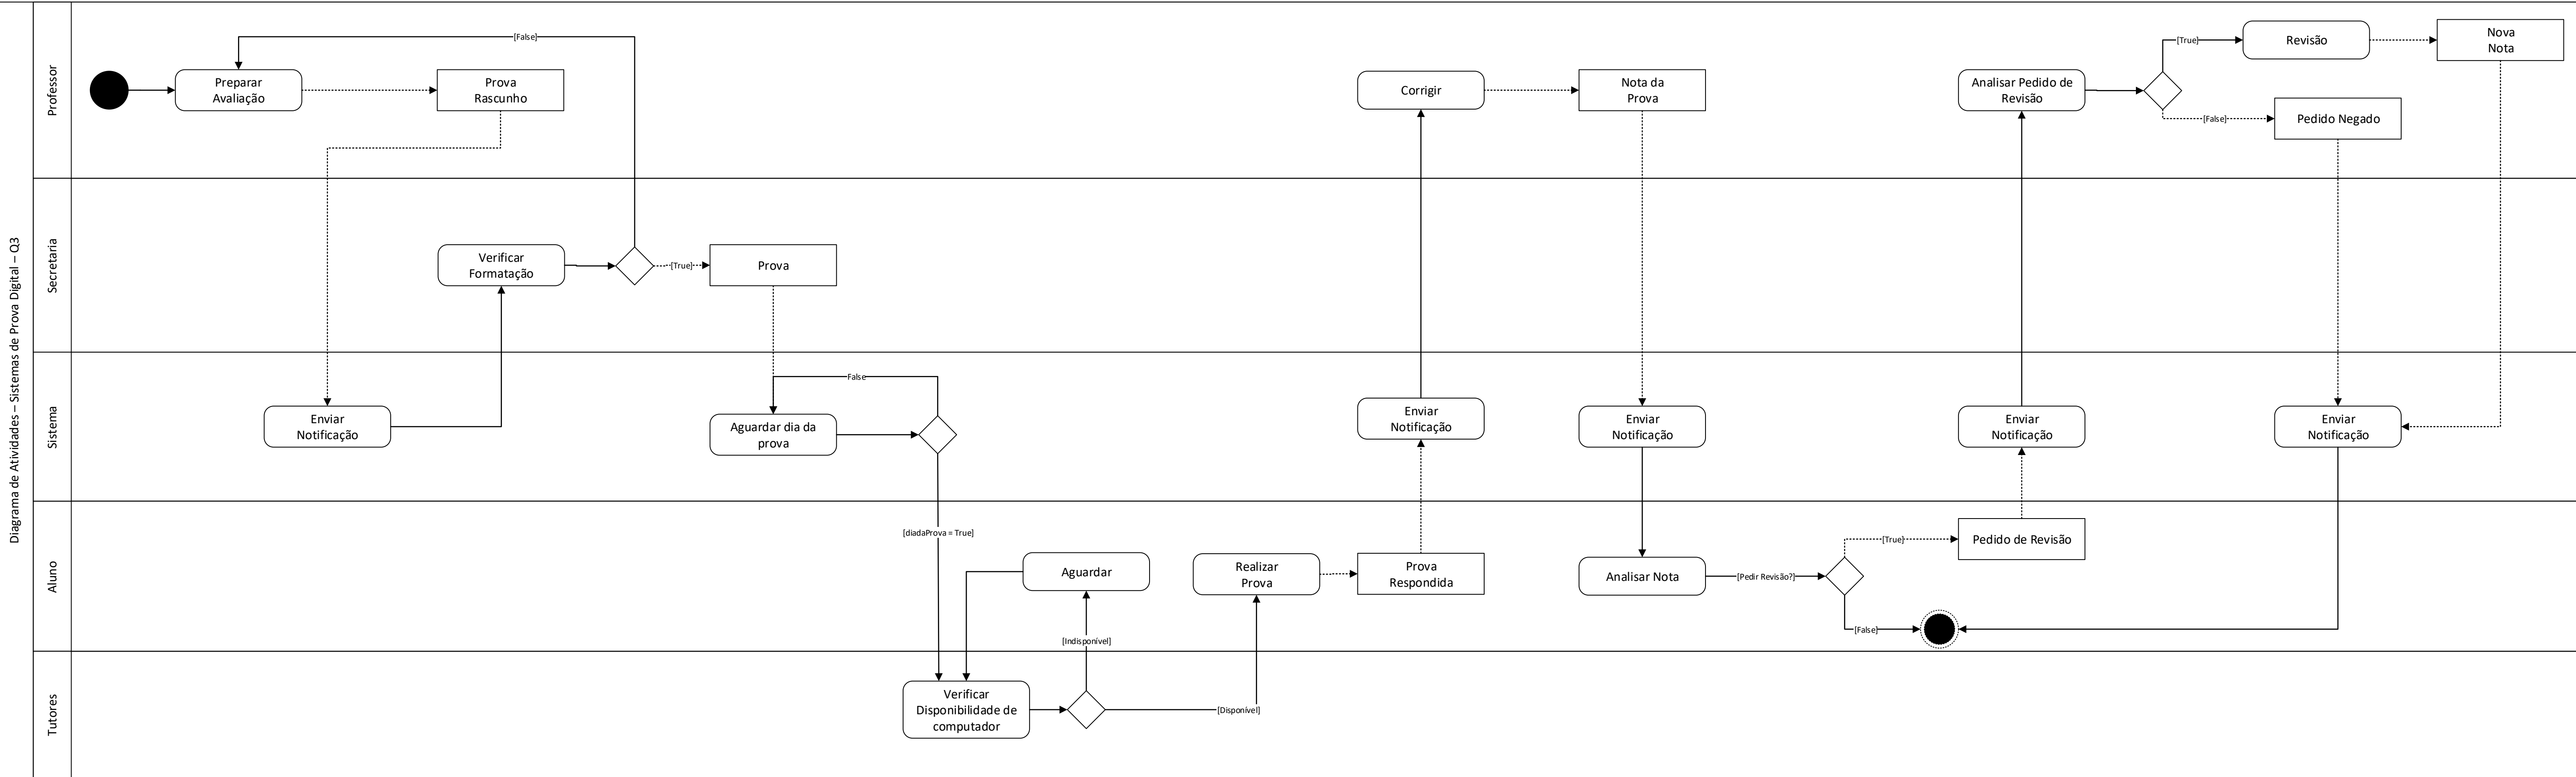 Diagrama de Atividades – Sistemas de Prova Digital – Q3
Professor
[False]
Preparar
Avaliação
Prova
Rascunho
Corrigir
Nota da
Prova
Analisar Pedido de
Revisão
[True]
Revisão
Nova
Nota
[False]
Pedido Negado
Secretaria
Verificar
Formatação
[True]
Prova
Sistema
Enviar
Notificação
False
Aguardar dia da
prova
Enviar
Notificação
Enviar
Notificação
Enviar
Notificação
Enviar
Notificação
Aluno
[diadaProva = True]
Aguardar
[Indisponível]
Realizar
Prova
Prova
Respondida
Analisar Nota
[Pedir Revisão?]
[True]
Pedido de Revisão
[False]
Tutores
Verificar
Disponibilidade de
computador
[Disponível]